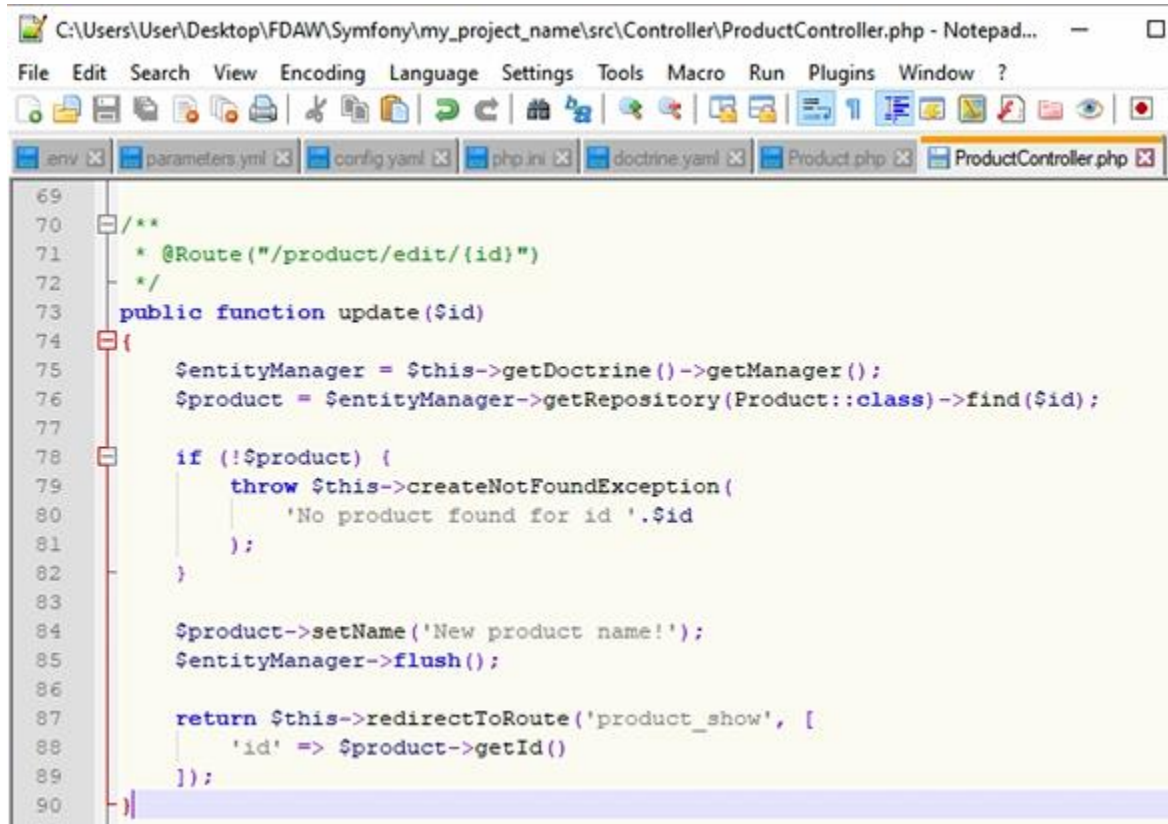 C:\Users\User\Desktop\FDAW\Symfony\my_project_name\src\Controller\ProductController.php - Notepad...
File Edit Search View Encoding Language Settings Tools Macro Run Plugins Window ?
.env parameters.yml config.yaml php.ini doctrine.yaml Product.php ProductController.php
69
70 /**
71  * @Route("/product/edit/{id}")
72  */
73 public function update($id)
74 {
75     $entityManager = $this->getDoctrine()->getManager();
76     $product = $entityManager->getRepository(Product::class)->find($id);
77
78     if (!$product) {
79         throw $this->createNotFoundException(
80             'No product found for id '.$id
81         );
82     }
83
84     $product->setName('New product name!');
85     $entityManager->flush();
86
87     return $this->redirectToRoute('product_show', [
88         'id' => $product->getId()
89     ]);
90 }